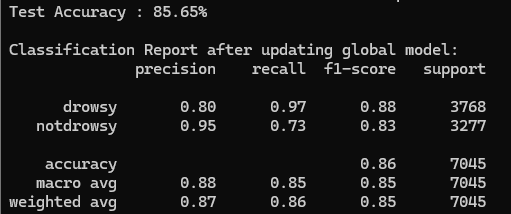 Test Accuracy : 85.65%
Classification Report after updating global model:
precision recall f1-score support
drowsy 0.80 0.97 0.88 3768
notdrowsy 0.95 0.73 0.83 3277
accuracy 0.86 7045
macro avg 0.88 0.85 0.85 7045
weighted avg 0.87 0.86 0.85 7045